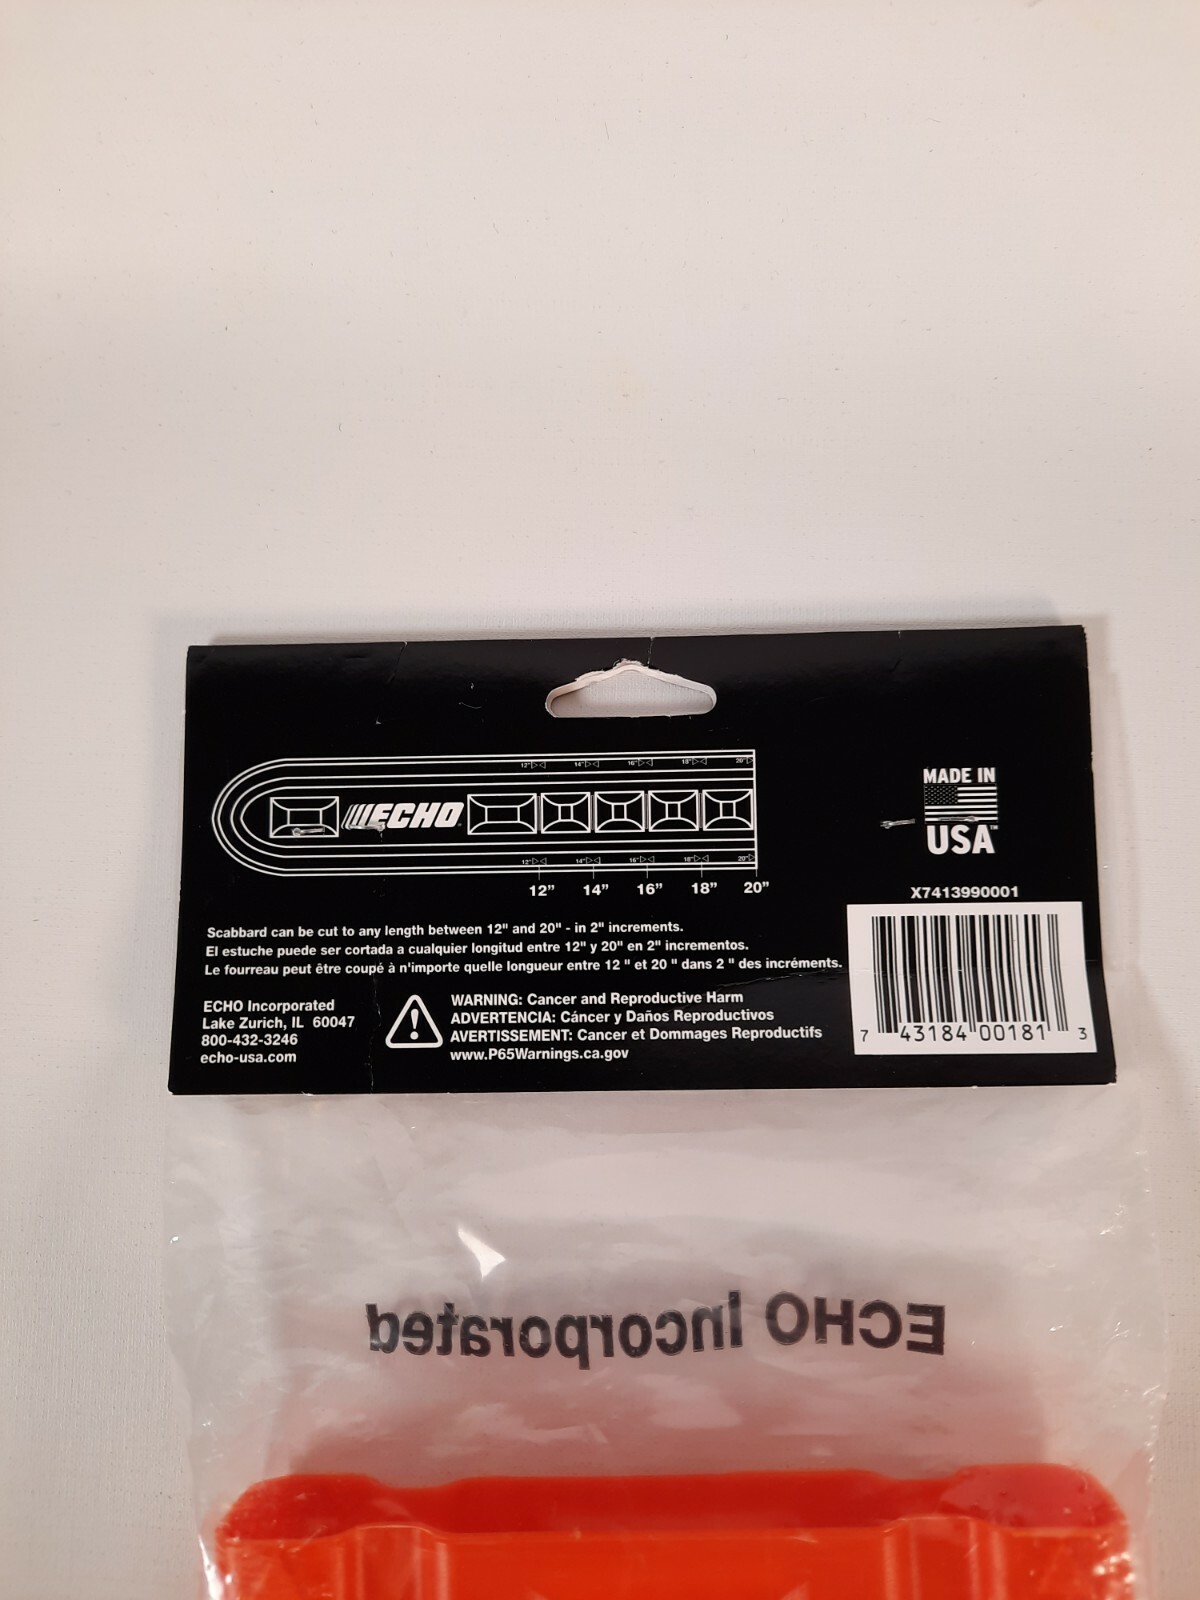 12" 14" 16" 18" 20"
ECHO
12" 14" 16" 18" 20"
12” 14” 16” 18” 20”
MADE IN
USA™
X7413990001
Scabbard can be cut to any length between 12" and 20" - in 2" increments.
El estuche puede ser cortada a cualquier longitud entre 12" y 20" en 2" incrementos.
Le fourreau peut être coupé à n'importe quelle longueur entre 12 " et 20 " dans 2 " des incréments.
ECHO Incorporated
Lake Zurich, IL 60047
800-432-3246
echo-usa.com
WARNING: Cancer and Reproductive Harm
ADVERTENCIA: Cáncer y Daños Reproductivos
AVERTISSEMENT: Cancer et Dommages Reproductifs
www.P65Warnings.ca.gov
7 43184 00181 3
ECHO Incorporated